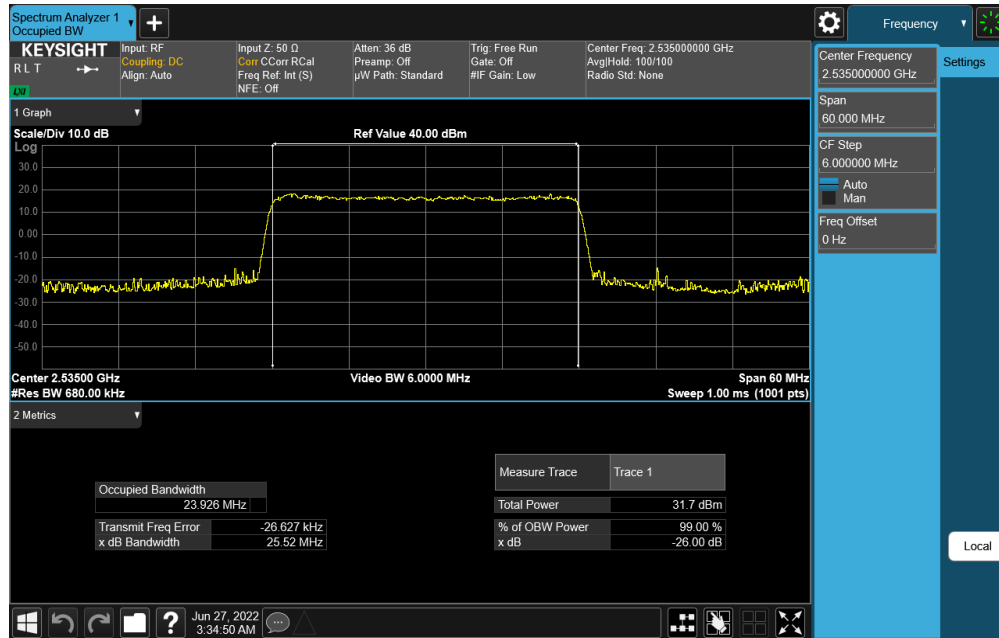 Spectrum Analyzer 1
Occupied BW
Frequency
KEYSIGHT
R L T
LXI
Input: RF
Coupling: DC
Align: Auto
Input Z: 50 Ω
Corr CCorr RCal
Freq Ref: Int (S)
NFE: Off
Atten: 36 dB
Preamp: Off
µW Path: Standard
Trig: Free Run
Gate: Off
#IF Gain: Low
Center Freq: 2.535000000 GHz
Avg|Hold: 100/100
Radio Std: None
Center Frequency
2.535000000 GHz
Settings
Span
60.000 MHz
CF Step
6.000000 MHz
Auto
Man
Freq Offset
0 Hz
Local
1 Graph
Scale/Div 10.0 dB
Ref Value 40.00 dBm
Log
30.0
20.0
10.0
0.00
-10.0
-20.0
-30.0
-40.0
-50.0
Center 2.53500 GHz
Video BW 6.0000 MHz
Span 60 MHz
#Res BW 680.00 kHz
Sweep 1.00 ms (1001 pts)
2 Metrics
Occupied Bandwidth
23.926 MHz
Transmit Freq Error -26.627 kHz
x dB Bandwidth 25.52 MHz
Measure Trace Trace 1
Total Power 31.7 dBm
% of OBW Power 99.00 %
x dB -26.00 dB
?
Jun 27, 2022
3:34:50 AM